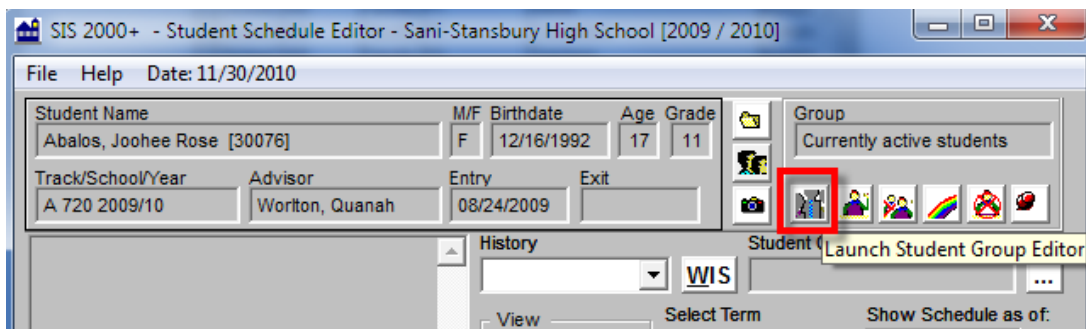 SIS 2000+ - Student Schedule Editor - Sani-Stansbury High School [2009 / 2010]
File Help Date: 11/30/2010
Student Name M/F Birthdate Age Grade Group
Abalos, Joohee Rose [30076] F 12/16/1992 17 11 Currently active students
Track/School/Year Advisor Entry Exit
A 720 2009/10 Wortton, Quanah 08/24/2009
History Student
Launch Student Group Editor
WIS ...
View Select Term Show Schedule as of: